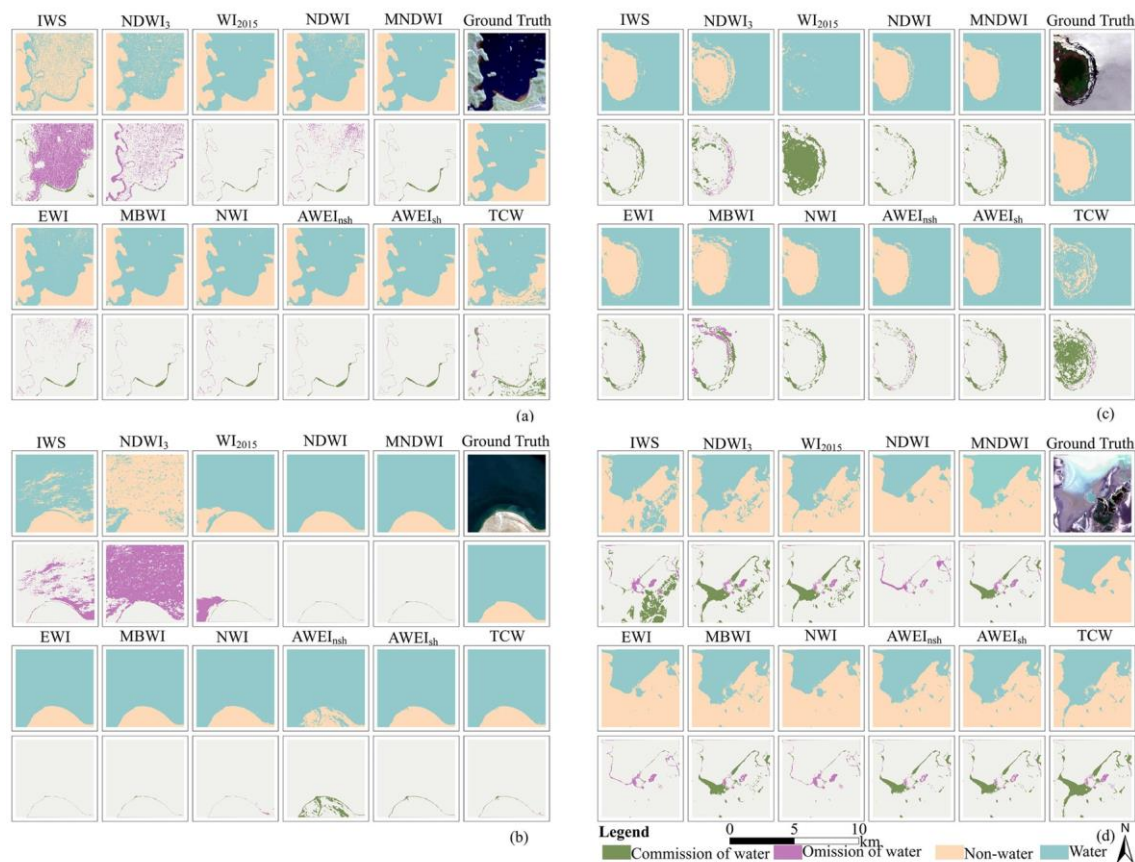 IWS NDWI₃ WI₂₀₁₅ NDWI MNDWI Ground Truth
EWI MBWI NWI AWEIₙₛₕ AWEIₛₕ TCW
(a)
IWS NDWI₃ WI₂₀₁₅ NDWI MNDWI Ground Truth
EWI MBWI NWI AWEIₙₛₕ AWEIₛₕ TCW
(c)
IWS NDWI₃ WI₂₀₁₅ NDWI MNDWI Ground Truth
EWI MBWI NWI AWEIₙₛₕ AWEIₛₕ TCW
(b)
IWS NDWI₃ WI₂₀₁₅ NDWI MNDWI Ground Truth
EWI MBWI NWI AWEIₙₛₕ AWEIₛₕ TCW
(d)
Legend
0 5 10
km
N
Commission of water Omission of water Non-water Water